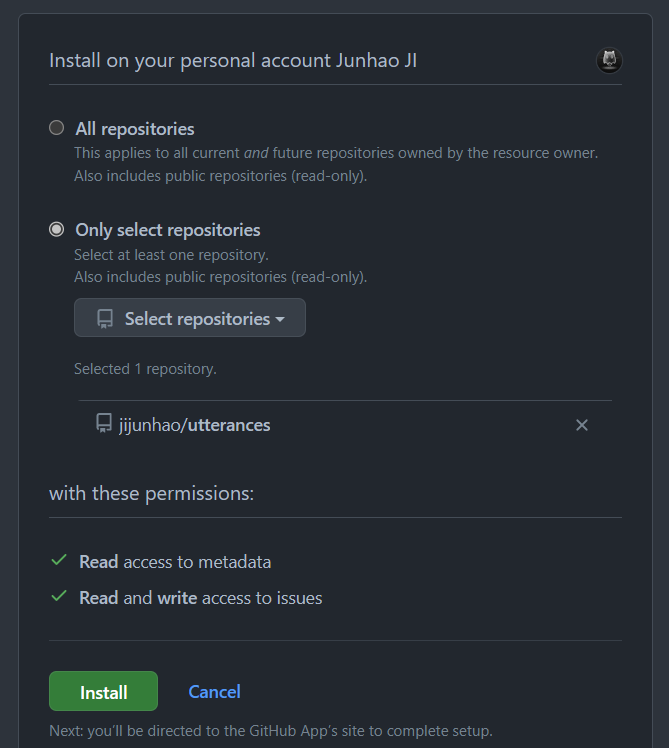 Install on your personal account Junhao JI
All repositories
This applies to all current and future repositories owned by the resource owner.
Also includes public repositories (read-only).
Only select repositories
Select at least one repository.
Also includes public repositories (read-only).
Select repositories
Selected 1 repository.
jijunhao/utterances
with these permissions:
Read access to metadata
Read and write access to issues
Install Cancel
Next: you'll be directed to the GitHub App's site to complete setup.